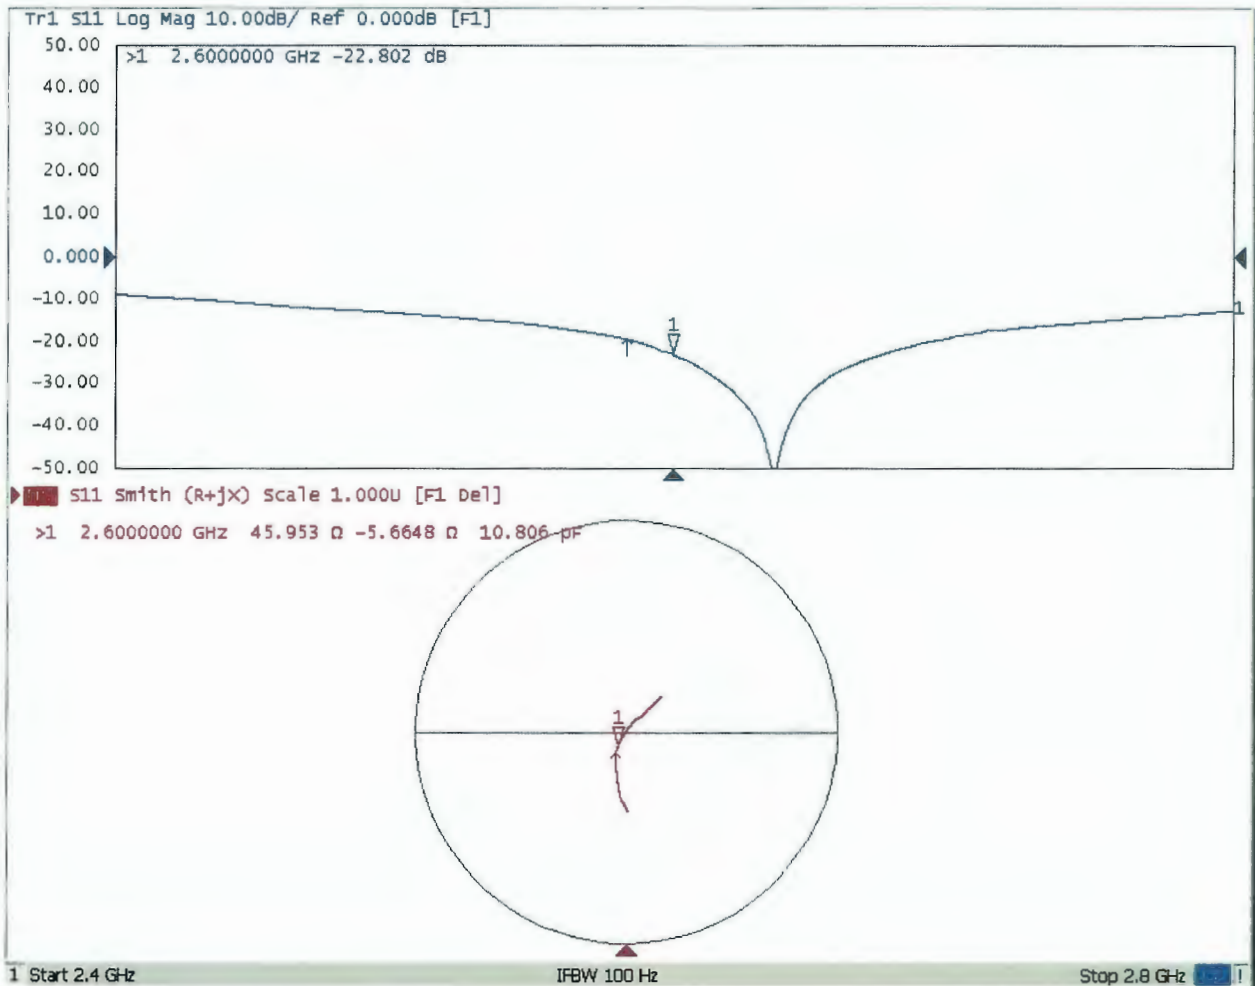 Tr1 S11 Log Mag 10.00dB/ Ref 0.000dB [F1]
50.00
>1 2.6000000 GHz -22.802 dB
40.00
30.00
20.00
10.00
0.000
-10.00
1
1
-20.00
-30.00
-40.00
-50.00
S11 Smith (R+jX) Scale 1.000U [F1 Del]
>1 2.6000000 GHz 45.953 Ω -5.6648 Ω 10.806 pF
1
1 Start 2.4 GHz IFBW 100 Hz Stop 2.8 GHz !